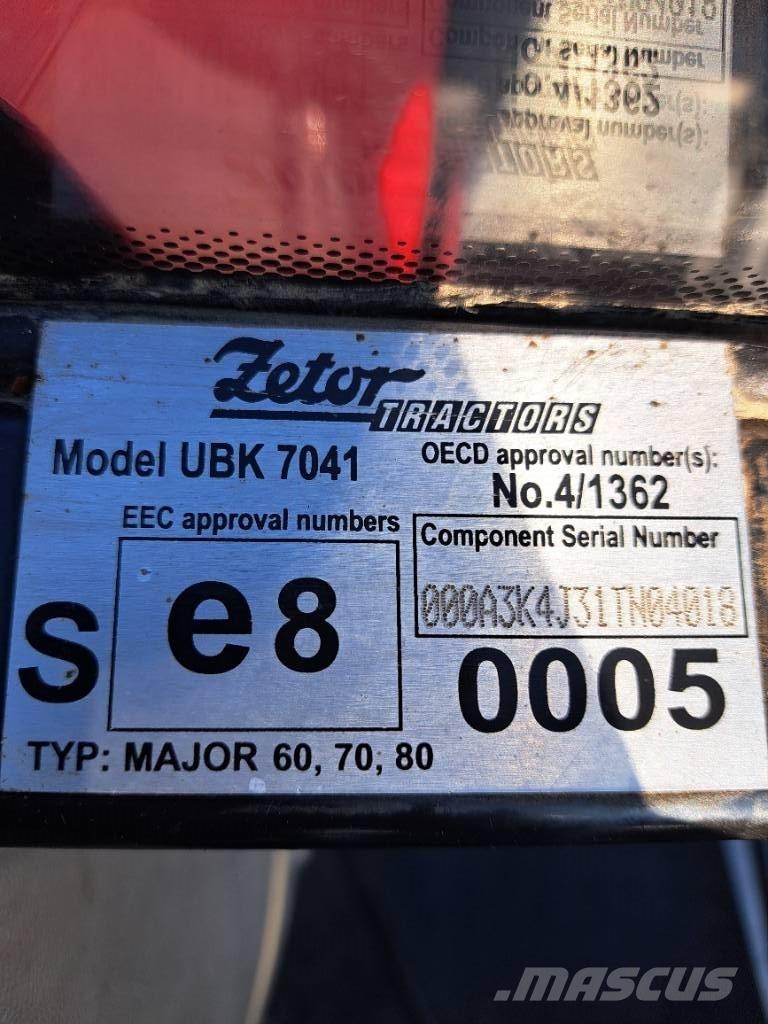 Zetor
TRACTORS
Model UBK 7041
OECD approval number(s):
No.4/1362
EEC approval numbers
Component Serial Number
000A3K4J31TN04018
S e8
0005
TYP: MAJOR 60, 70, 80
MASCUS